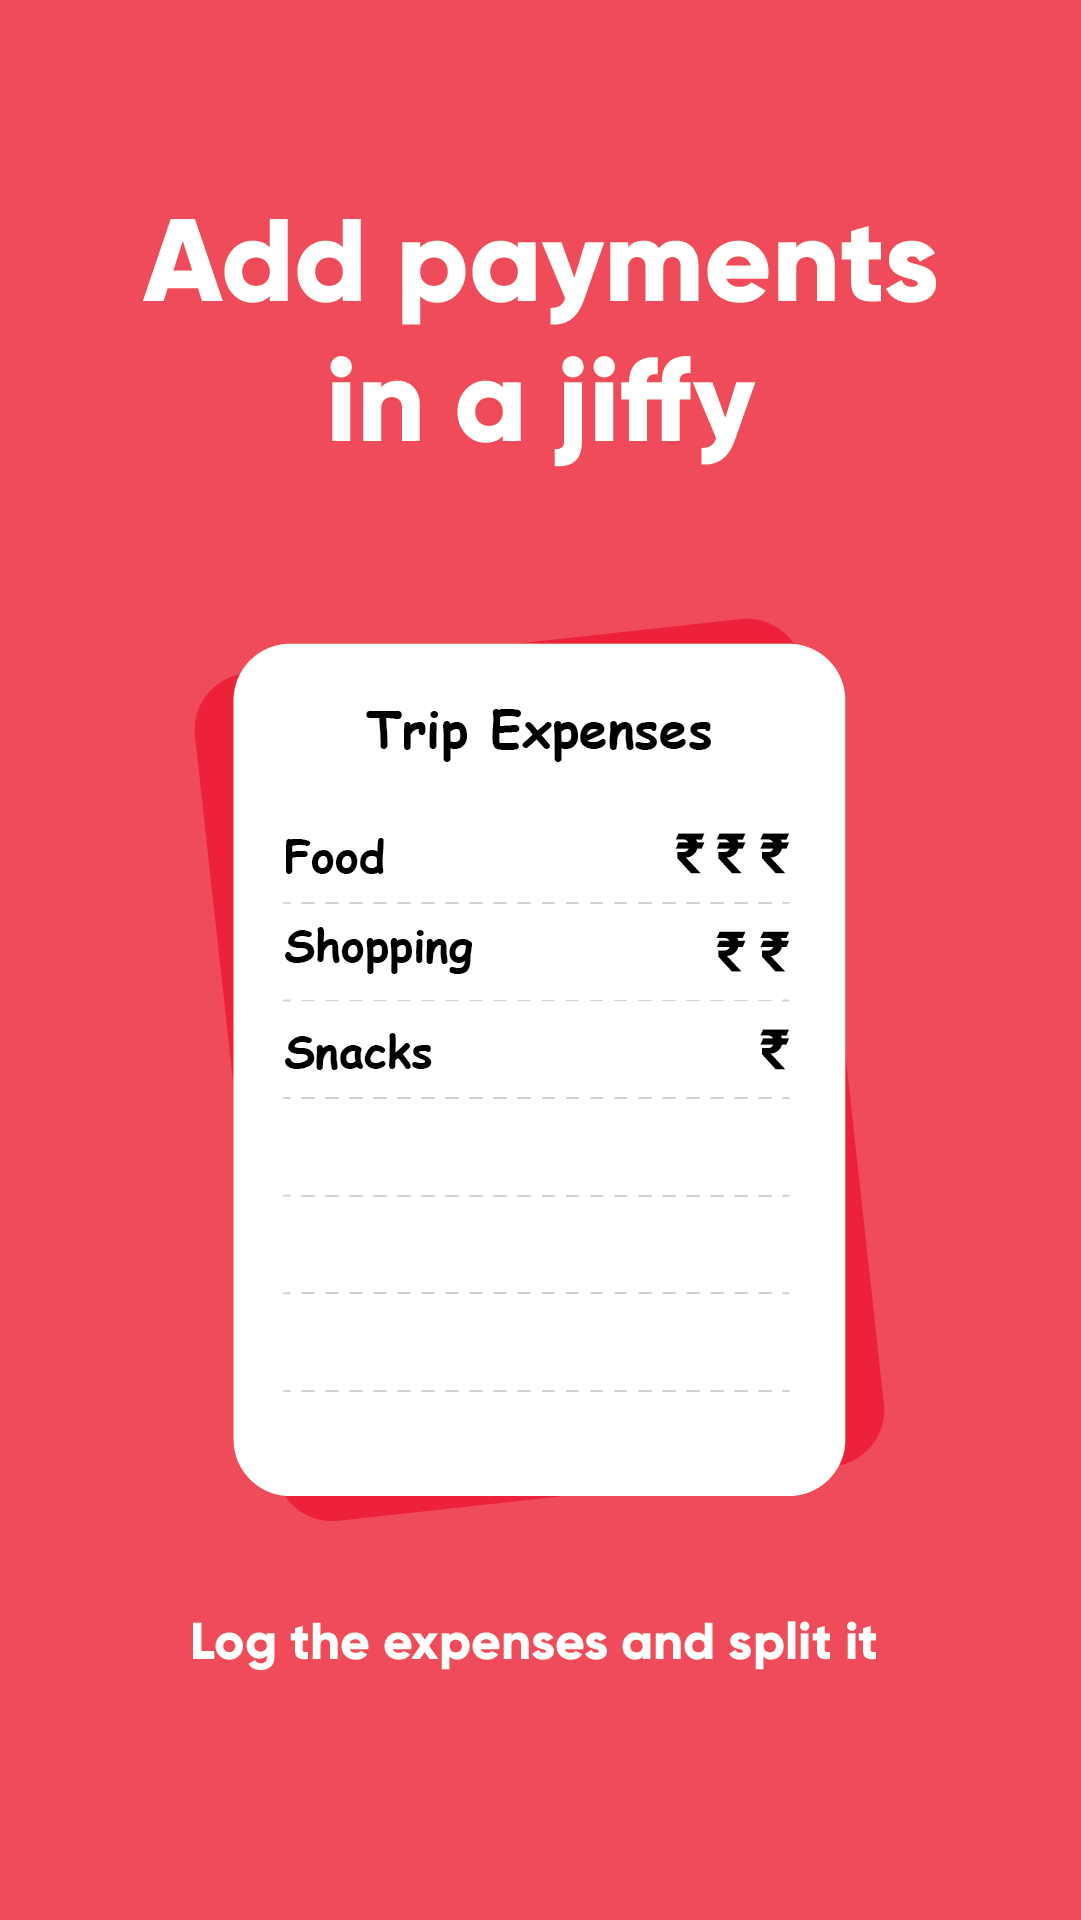 Add payments
in a jiffy
Trip Expenses
Food ₹ ₹ ₹
Shopping ₹ ₹
Snacks ₹
Log the expenses and split it